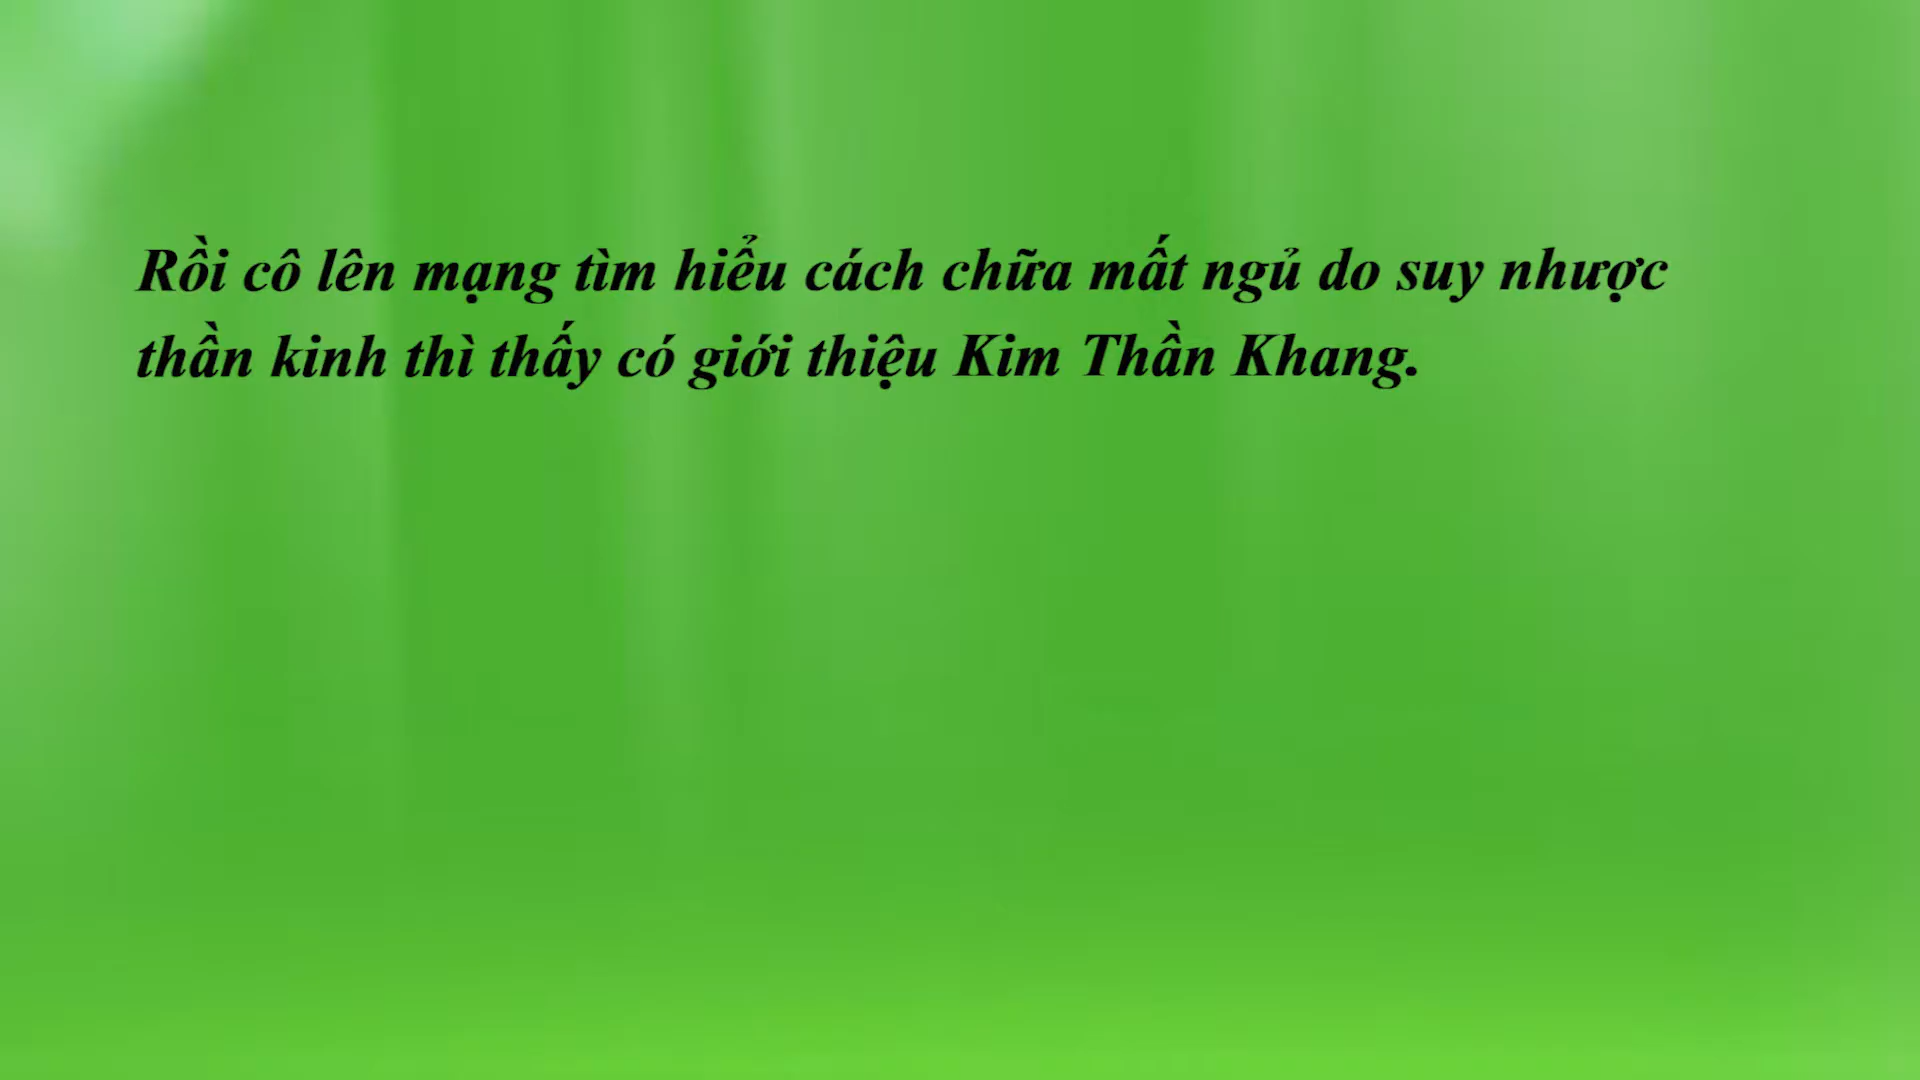 Rồi cô lên mạng tìm hiểu cách chữa mất ngủ do suy nhược
thần kinh thì thấy có giới thiệu Kim Thần Khang.